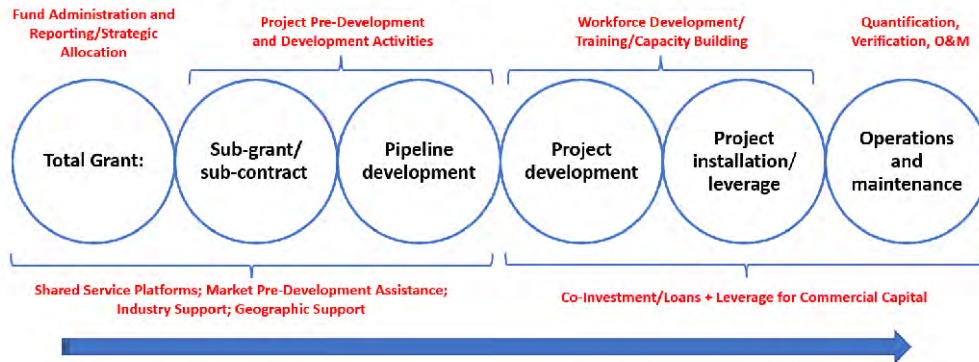 Fund Administration and
Reporting/Strategic
Allocation
Project Pre-Development
and Development Activities
Workforce Development/
Training/Capacity Building
Quantification,
Verification, O&M
Total Grant:
Sub-grant/
sub-contract
Pipeline
development
Project
development
Project
installation/
leverage
Operations
and
maintenance
Shared Service Platforms; Market Pre-Development Assistance;
Industry Support; Geographic Support
Co-Investment/Loans + Leverage for Commercial Capital